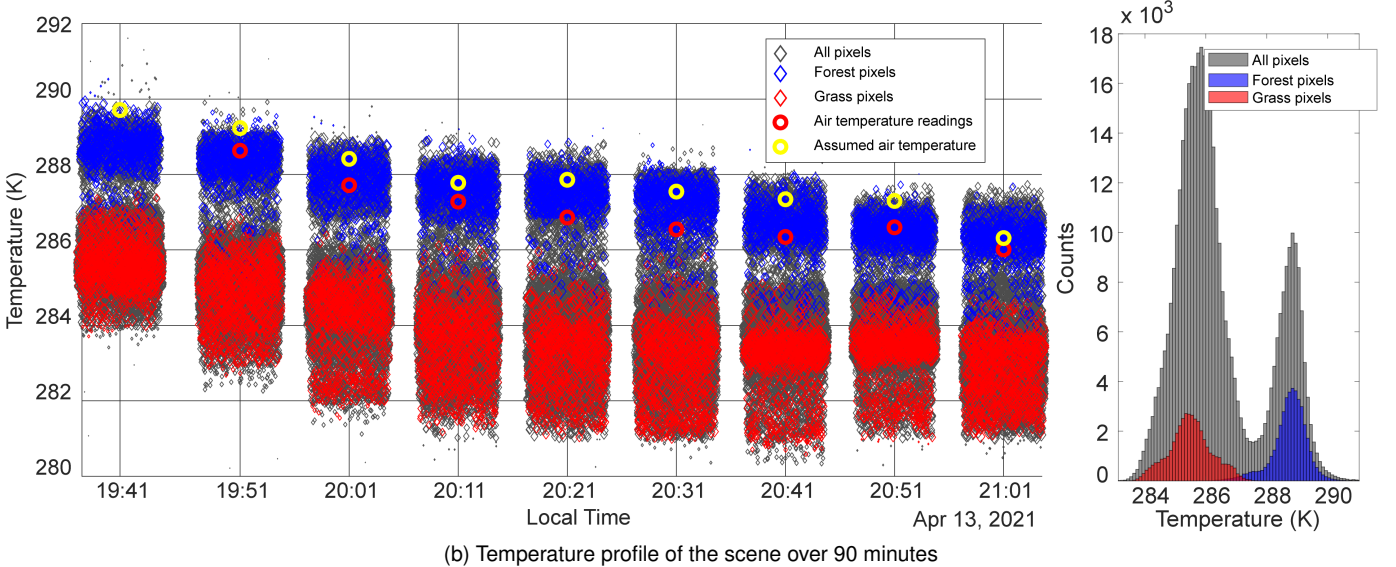 292
290
288
286
284
282
280
Temperature (K)
All pixels
Forest pixels
Grass pixels
Air temperature readings
Assumed air temperature
19:41 19:51 20:01 20:11 20:21 20:31 20:41 20:51 21:01
Local Time
Apr 13, 2021
x 10³
18
16
14
12
10
8
6
4
2
0
Counts
All pixels
Forest pixels
Grass pixels
284 286 288 290
Temperature (K)
(b) Temperature profile of the scene over 90 minutes